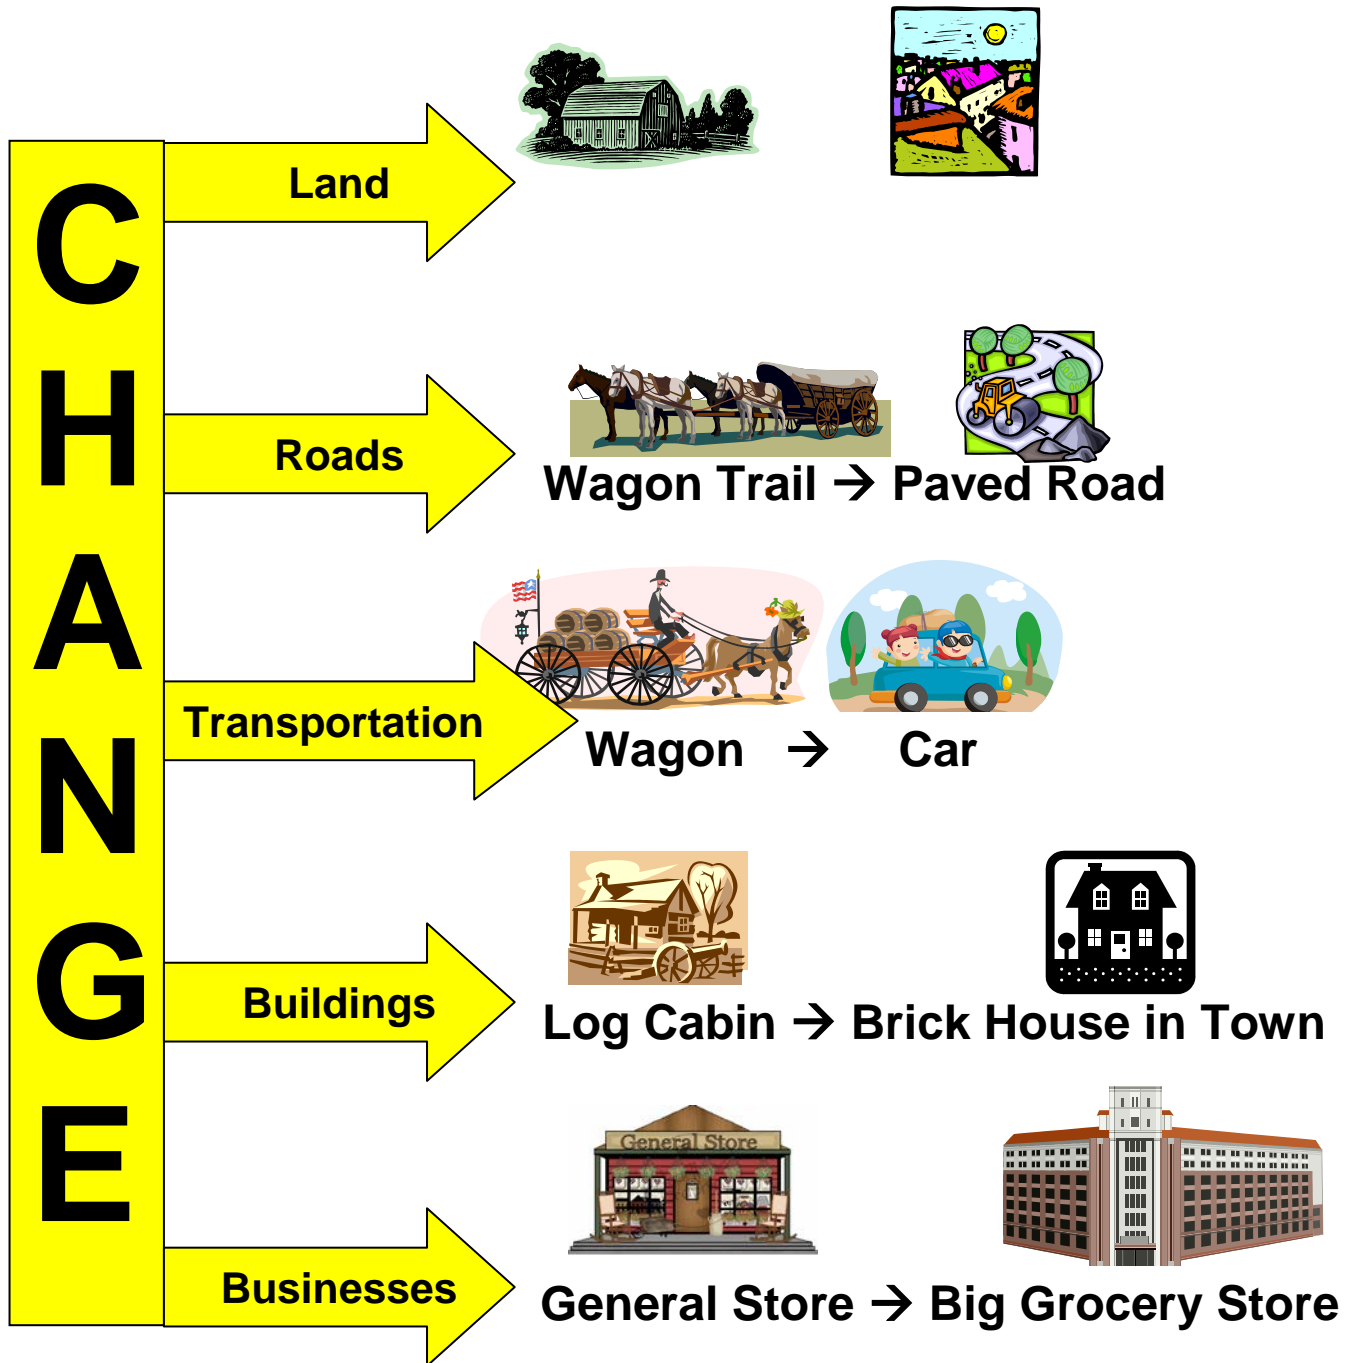 CHANGE
Land
Roads
Wagon Trail → Paved Road
Transportation
Wagon → Car
Buildings
Log Cabin → Brick House in Town
General Store
Businesses
General Store → Big Grocery Store